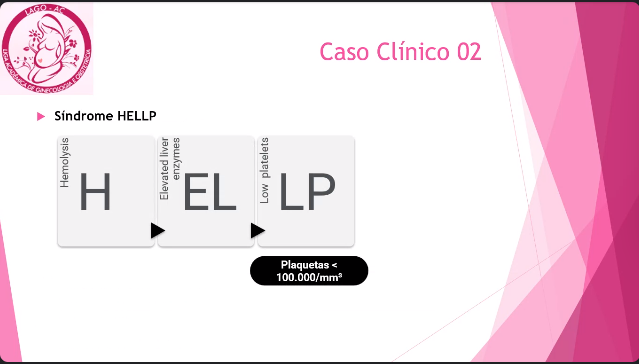 LAGO - AC
LIGA ACADÊMICA DE GINECOLOGIA E OBSTETRÍCIA
Caso Clínico 02
Síndrome HELLP
Hemolysis
H
Elevated liver
enzymes
EL
Low platelets
LP
Plaquetas <
100.000/mm³